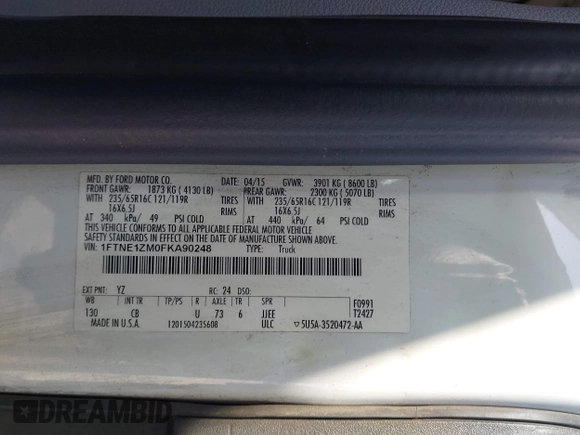 MFD. BY FORD MOTOR CO. 04/15 GVWR: 3901 KG ( 8600 LB)
FRONT GAWR: 1873 KG ( 4130 LB) REAR GAWR: 2300 KG ( 5070 LB)
WITH 235/65R16C 121/119R TIRES WITH 235/65R16C 121/119R TIRES
16X6.5J RIMS 16X6.5J RIMS
AT 340 kPa/ 49 PSI COLD AT 440 kPa/ 64 PSI COLD
THIS VEHICLE CONFORMS TO ALL APPLICABLE FEDERAL MOTOR VEHICLE
SAFETY STANDARDS IN EFFECT ON THE DATE OF MANUFACTURE SHOWN ABOVE.
VIN: 1FTNE1ZM0FKA90248 TYPE: Truck
EXT PNT: YZ RC: 24 DSO:
WB INT TR TP/PS R AXLE TR SPR F0991
130 CB U 73 6 JJEE T2427
MADE IN U.S.A. 1201504235608 ULC ▽5U5A-3520472-AA
DREAMBID